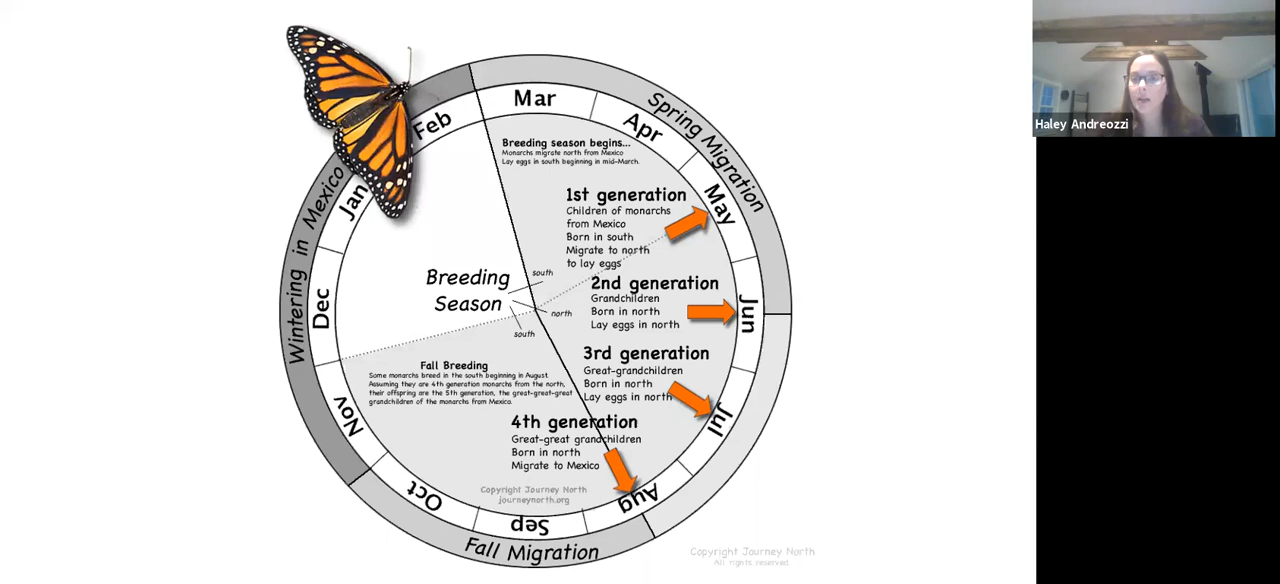 Haley Andreozzi
Mar
Apr
May
Jun
Jul
Aug
Sep
Oct
Nov
Dec
Jan
Feb
Spring Migration
Fall Migration
Wintering in Mexico
Breeding season begins...
Monarchs migrate north from Mexico
Lay eggs in south beginning in mid-March.
1st generation
Children of monarchs
from Mexico
Born in south
Migrate to north
to lay eggs
2nd generation
Grandchildren
Born in north
Lay eggs in north
3rd generation
Great-grandchildren
Born in north
Lay eggs in north
4th generation
Great-great grandchildren
Born in north
Migrate to Mexico
Breeding
Season
south
north
south
Fall Breeding
Some monarchs breed in the south beginning in August.
Assuming they are 4th generation monarchs from the north,
their offspring are the 5th generation, the great-great-great-
grandchildren of the monarchs from Mexico.
Copyright Journey North
journeynorth.org
Copyright Journey North
All rights reserved.